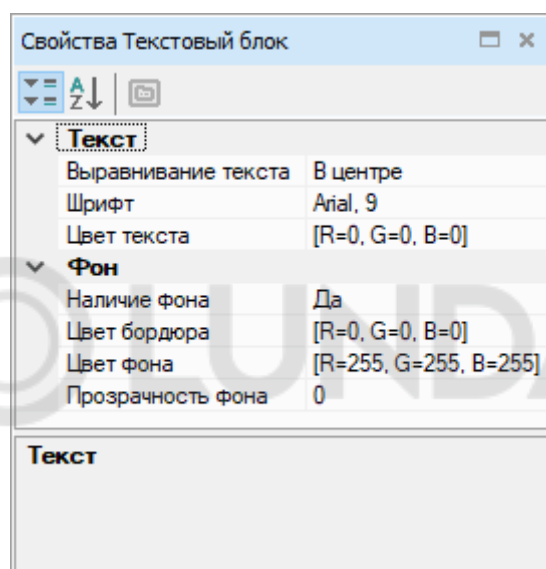 Свойства Текстовый блок
Текст
Выравнивание текста В центре
Шрифт Arial, 9
Цвет текста [R=0, G=0, B=0]
Фон
Наличие фона Да
Цвет бордюра [R=0, G=0, B=0]
Цвет фона [R=255, G=255, B=255]
Прозрачность фона 0
Текст